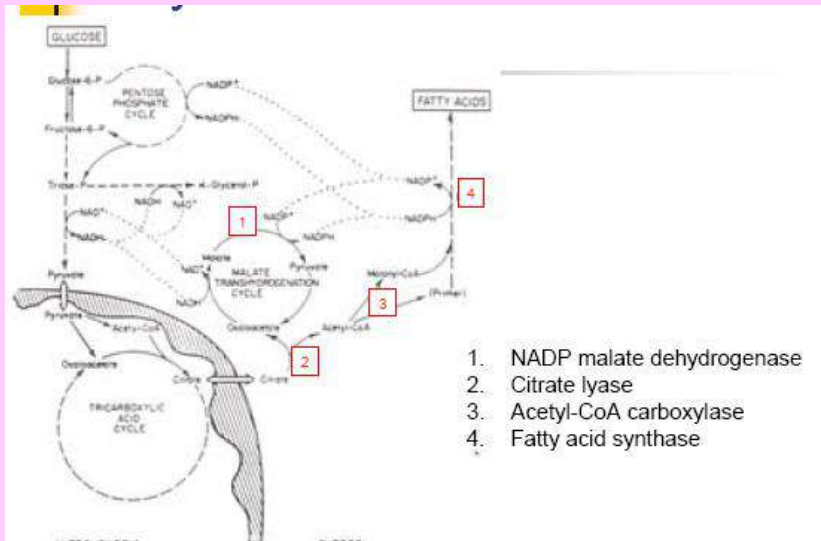 GLUCOSE
Glucose-6-P
PENTOSE
PHOSPHATE
CYCLE
NADP+
NADPH
FATTY ACIDS
Fructose-6-P
Triose-P
α-Glycerol-P
NADH
NAD+
NADP+
4
NADPH
1
NADP+
NADPH
NAD+
NADH
Malate
Pyruvate
MALATE
TRANSHYDROGENATION
CYCLE
NAD+
NADH
Pyruvate
Malonyl-CoA
3
(Primer)
Oxaloacetate
Acetyl-CoA
2
Pyruvate
Acetyl-CoA
Oxaloacetate
Citrate
Citrate
TRICARBOXYLIC
ACID
CYCLE
1. NADP malate dehydrogenase
2. Citrate lyase
3. Acetyl-CoA carboxylase
4. Fatty acid synthase